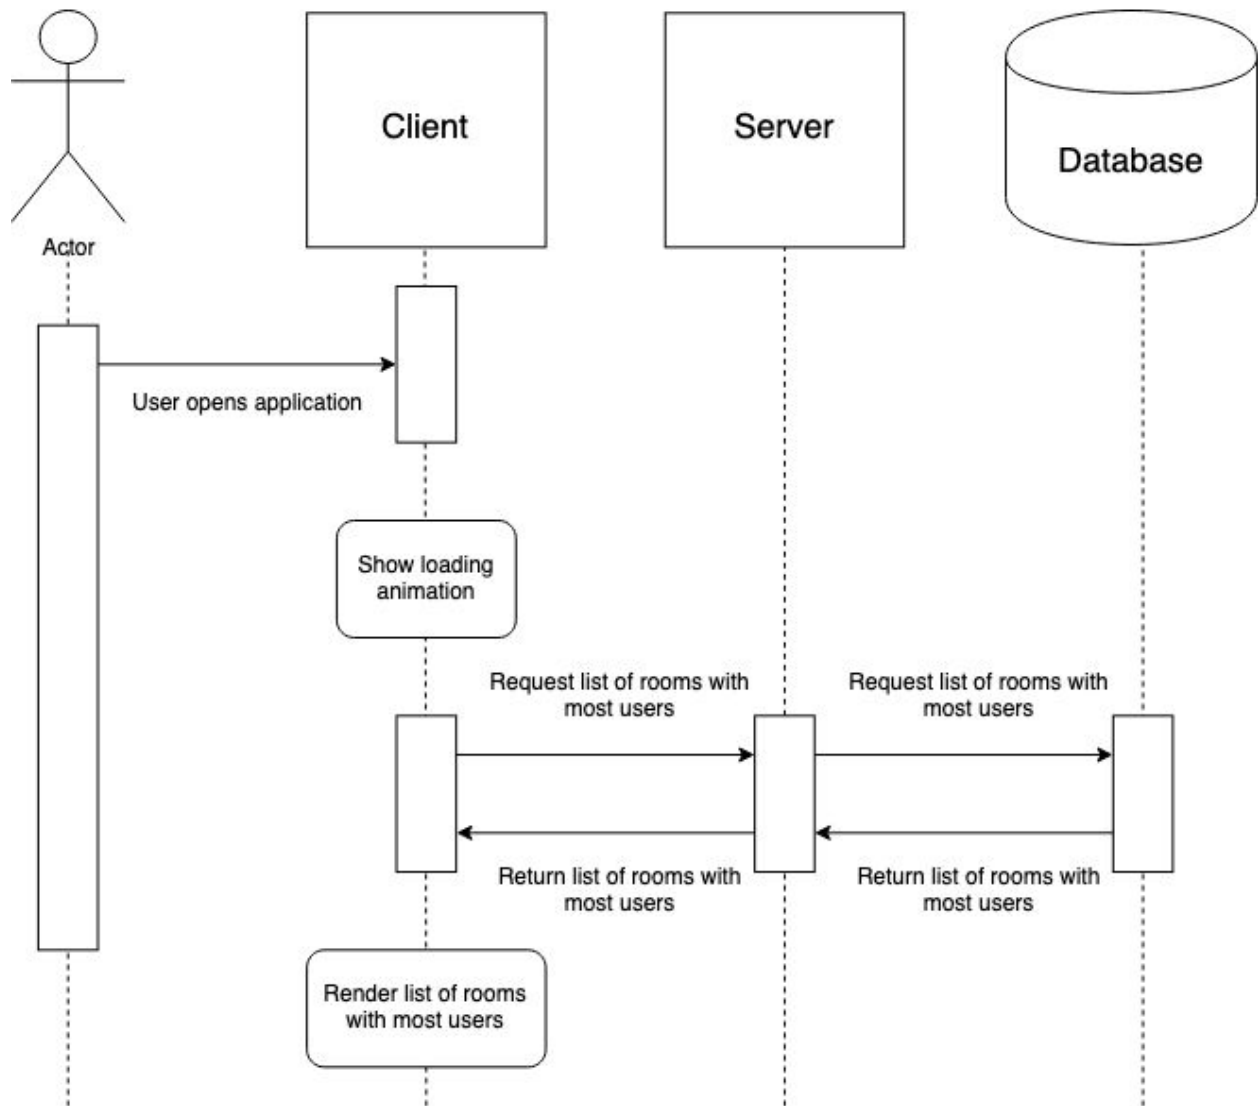 Client
Server
Database
Actor
User opens application
Show loading
animation
Request list of rooms with
most users
Request list of rooms with
most users
Return list of rooms with
most users
Return list of rooms with
most users
Render list of rooms
with most users